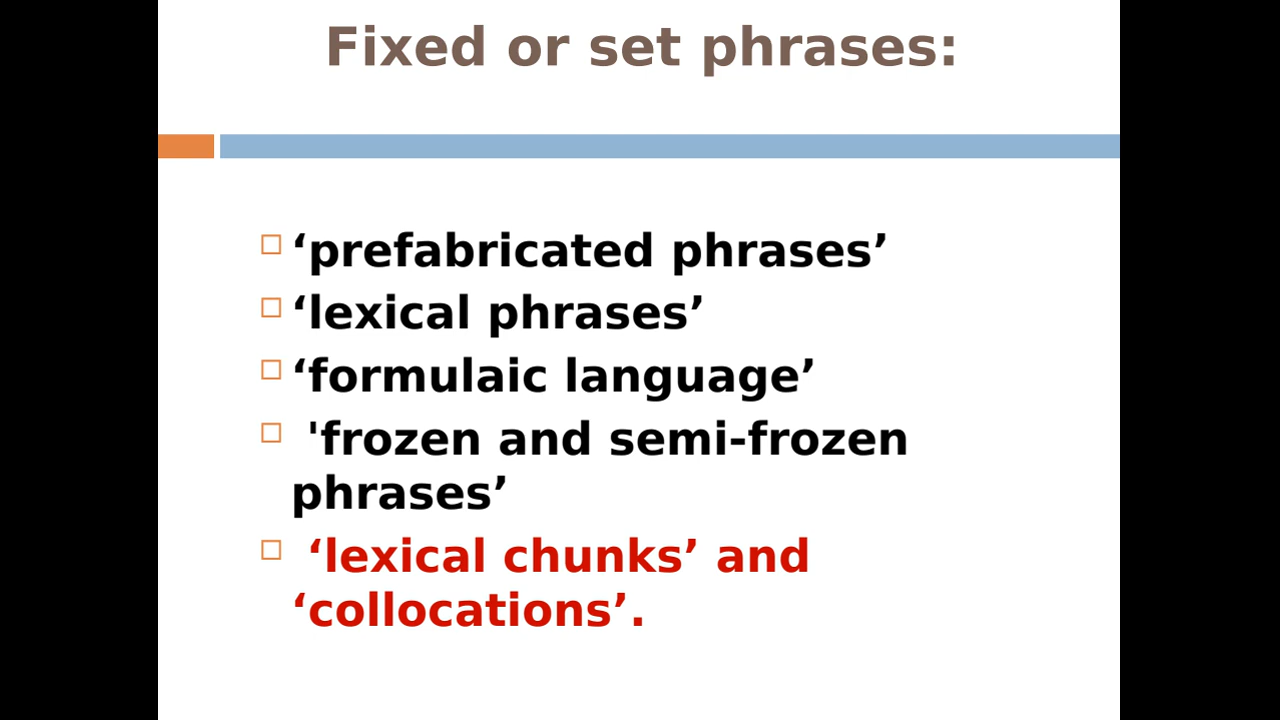 Fixed or set phrases:
‘prefabricated phrases’
‘lexical phrases’
‘formulaic language’
'frozen and semi-frozen
phrases’
‘lexical chunks’ and
‘collocations’.